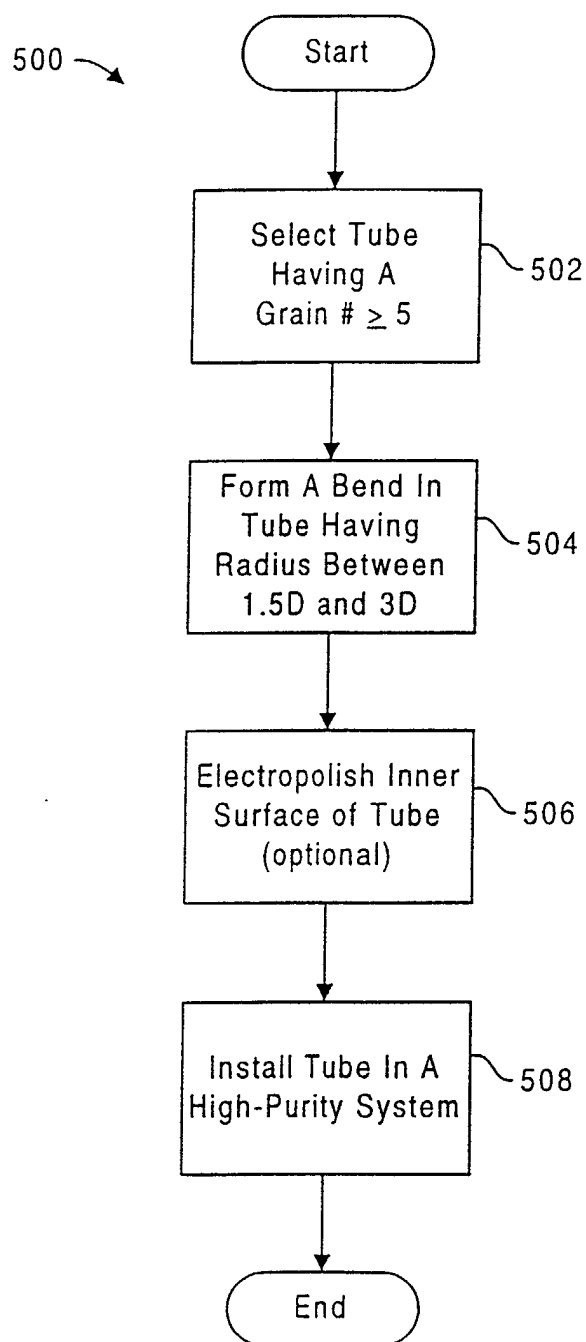 Start
500
Select Tube
Having A
Grain # ≥ 5
502
Form A Bend In
Tube Having
Radius Between
1.5D and 3D
504
Electropolish Inner
Surface of Tube
(optional)
506
Install Tube In A
High-Purity System
508
End